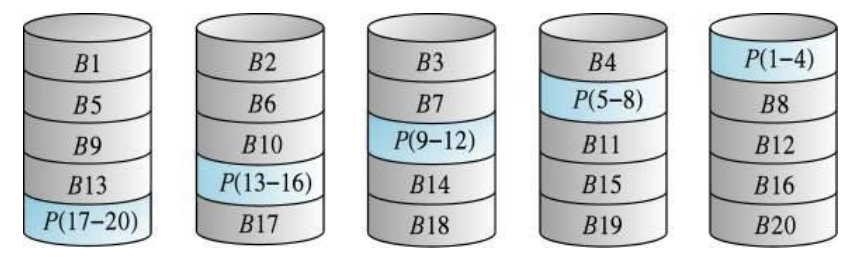 B1 B2 B3 B4 P(1–4)
B5 B6 B7 P(5–8) B8
B9 B10 P(9–12) B11 B12
B13 P(13–16) B14 B15 B16
P(17–20) B17 B18 B19 B20